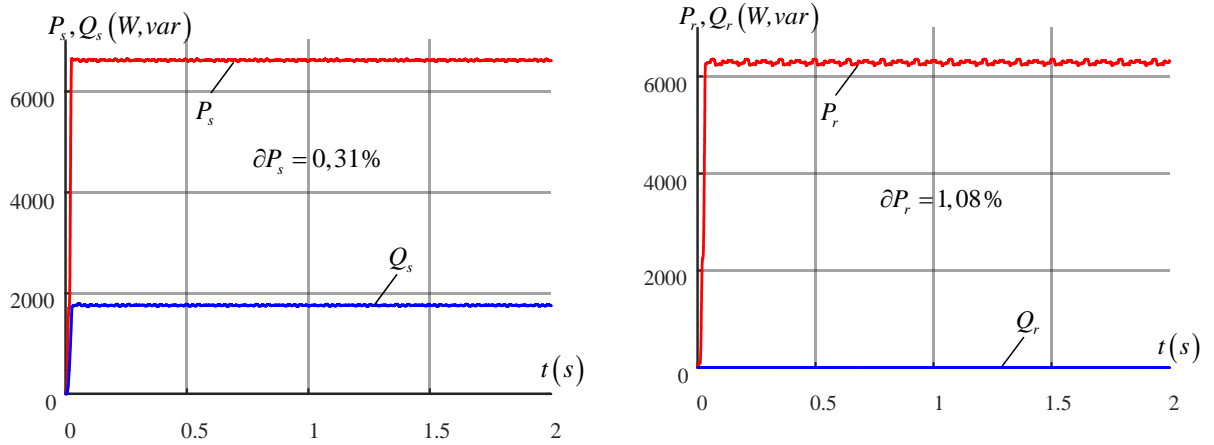 P_s, Q_s (W, var)
6000
P_s
∂P_s = 0,31%
4000
Q_s
2000
t(s)
0
0 0.5 1 1.5 2
P_r, Q_r (W, var)
6000
P_r
4000
∂P_r = 1,08%
2000
Q_r
t(s)
0
0 0.5 1 1.5 2